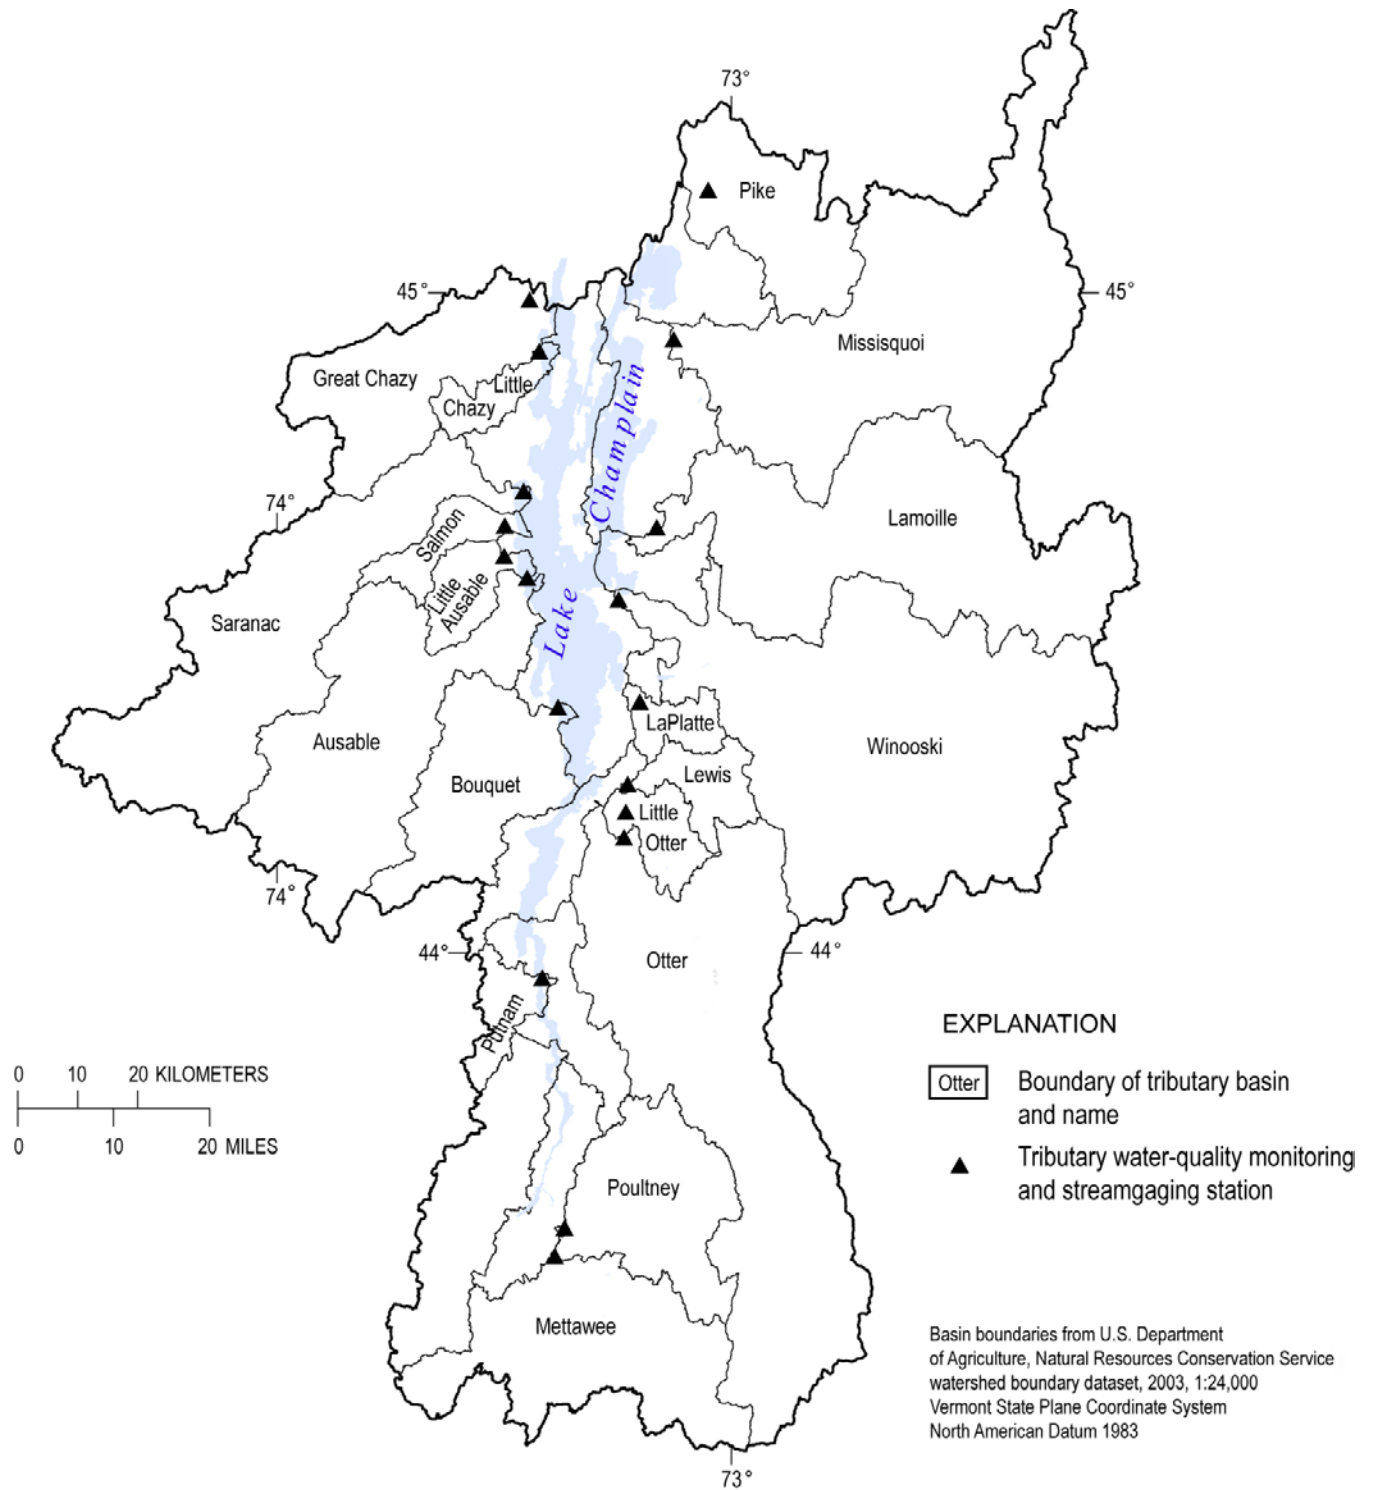 73°
Pike
45°
45°
Missisquoi
Great Chazy
Little
Chazy
Champlain
74°
Salmon
Lamoille
Little
Ausable
Lake
Saranac
LaPlatte
Ausable
Winooski
Bouquet
Lewis
Little
Otter
74°
44°
44°
Otter
Putnam
EXPLANATION
Otter
Boundary of tributary basin
and name
Tributary water-quality monitoring
and streamgaging station
0 10 20 KILOMETERS
0 10 20 MILES
Poultney
Mettawee
Basin boundaries from U.S. Department
of Agriculture, Natural Resources Conservation Service
watershed boundary dataset, 2003, 1:24,000
Vermont State Plane Coordinate System
North American Datum 1983
73°